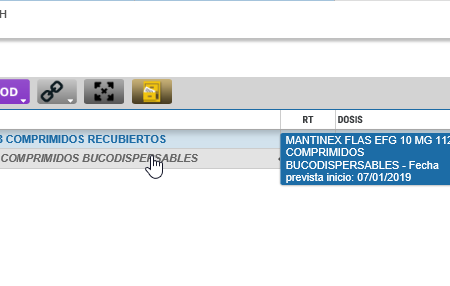 H
OD
RT DOSIS
COMPRIMIDOS RECUBIERTOS
COMPRIMIDOS BUCODISPERSABLES
MANTINEX FLAS EFG 10 MG 112
COMPRIMIDOS
BUCODISPERSABLES - Fecha
prevista inicio: 07/01/2019